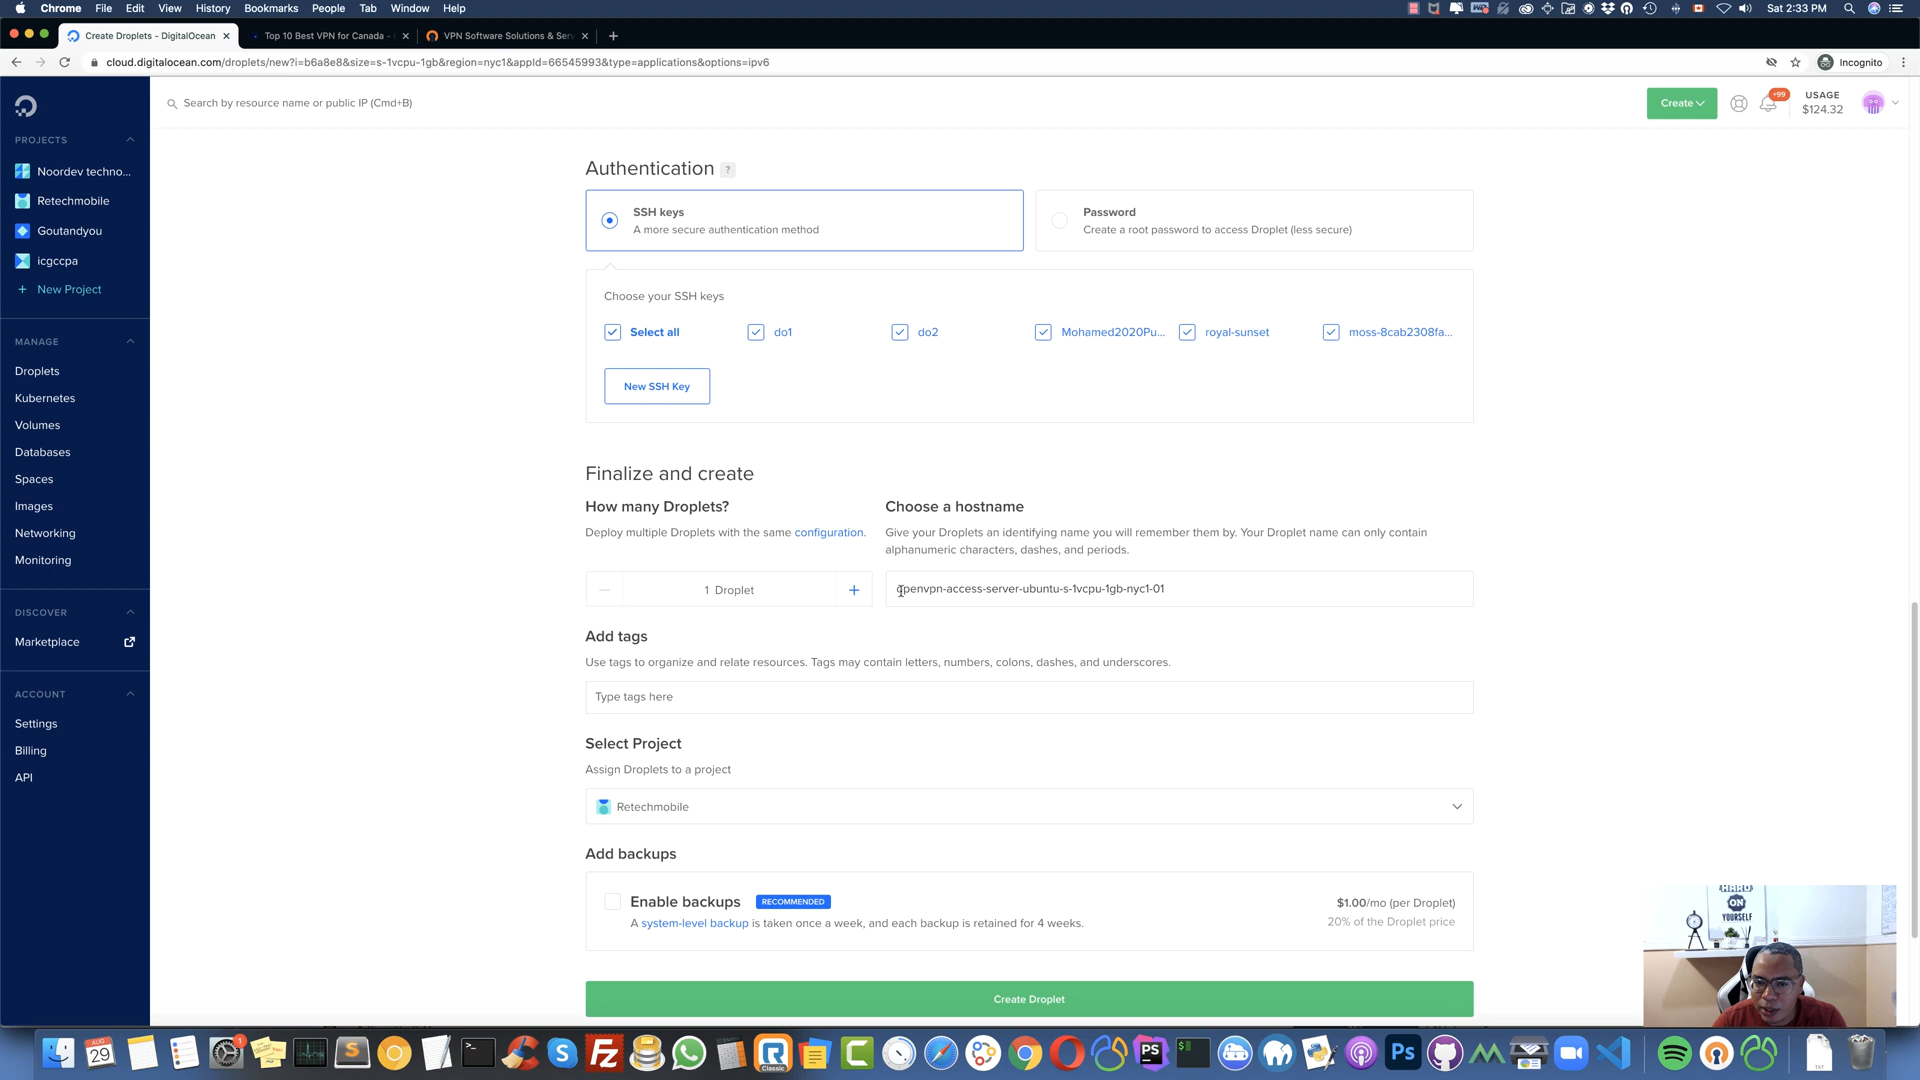 Chrome File Edit View History Bookmarks People Tab Window Help
Sat 2:33 PM
Create Droplets - DigitalOcean
Top 10 Best VPN for Canada -
VPN Software Solutions & Serv
cloud.digitalocean.com/droplets/new?i=b6a8e8&size=s-1vcpu-1gb&region=nyc1&appId=66545993&type=applications&options=ipv6
Incognito
Search by resource name or public IP (Cmd+B)
Create
+99
USAGE
$124.32
PROJECTS
Noordev techno...
Retechmobile
Goutandyou
icgccpa
+ New Project
MANAGE
Droplets
Kubernetes
Volumes
Databases
Spaces
Images
Networking
Monitoring
DISCOVER
Marketplace
ACCOUNT
Settings
Billing
API
Authentication ?
SSH keys
A more secure authentication method
Password
Create a root password to access Droplet (less secure)
Choose your SSH keys
Select all
do1
do2
Mohamed2020Pu...
royal-sunset
moss-8cab2308fa...
New SSH Key
Finalize and create
How many Droplets?
Deploy multiple Droplets with the same configuration.
1 Droplet
Choose a hostname
Give your Droplets an identifying name you will remember them by. Your Droplet name can only contain
alphanumeric characters, dashes, and periods.
openvpn-access-server-ubuntu-s-1vcpu-1gb-nyc1-01
Add tags
Use tags to organize and relate resources. Tags may contain letters, numbers, colons, dashes, and underscores.
Type tags here
Select Project
Assign Droplets to a project
Retechmobile
Add backups
Enable backups RECOMMENDED
A system-level backup is taken once a week, and each backup is retained for 4 weeks.
$1.00/mo (per Droplet)
20% of the Droplet price
Create Droplet
HARD
ON
YOURSELF
AUG
29
1
FZ
Classic
PS
Ps
TXT